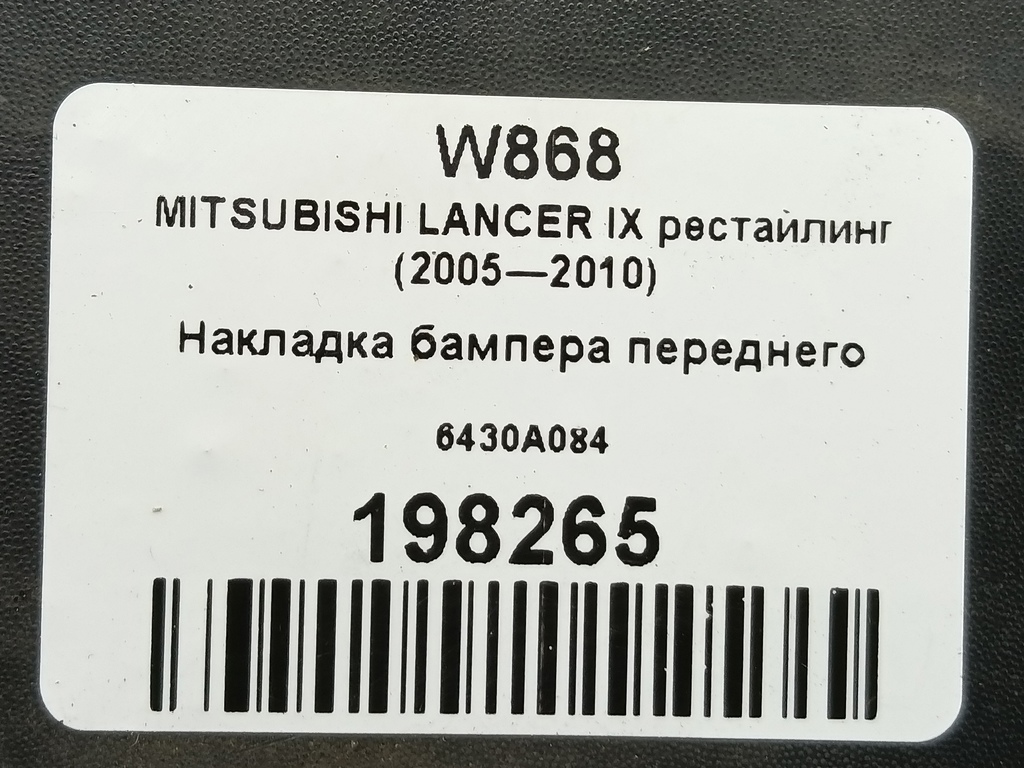 W868
MITSUBISHI LANCER IX рестайлинг
(2005—2010)
Накладка бампера переднего
6430A084
198265